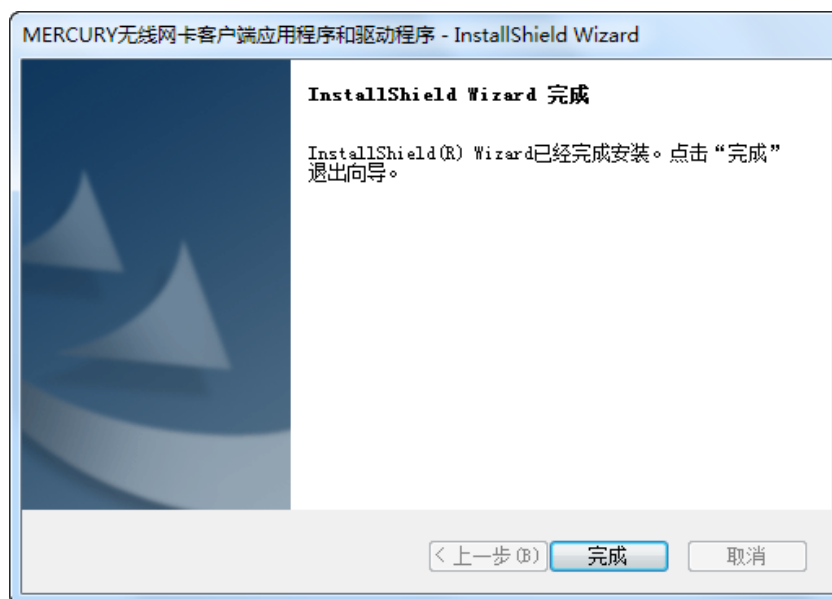 MERCURY无线网卡客户端应用程序和驱动程序 - InstallShield Wizard
InstallShield Wizard 完成
InstallShield(R) Wizard已经完成安装。点击“完成”
退出向导。
< 上一步(B)
完成
取消